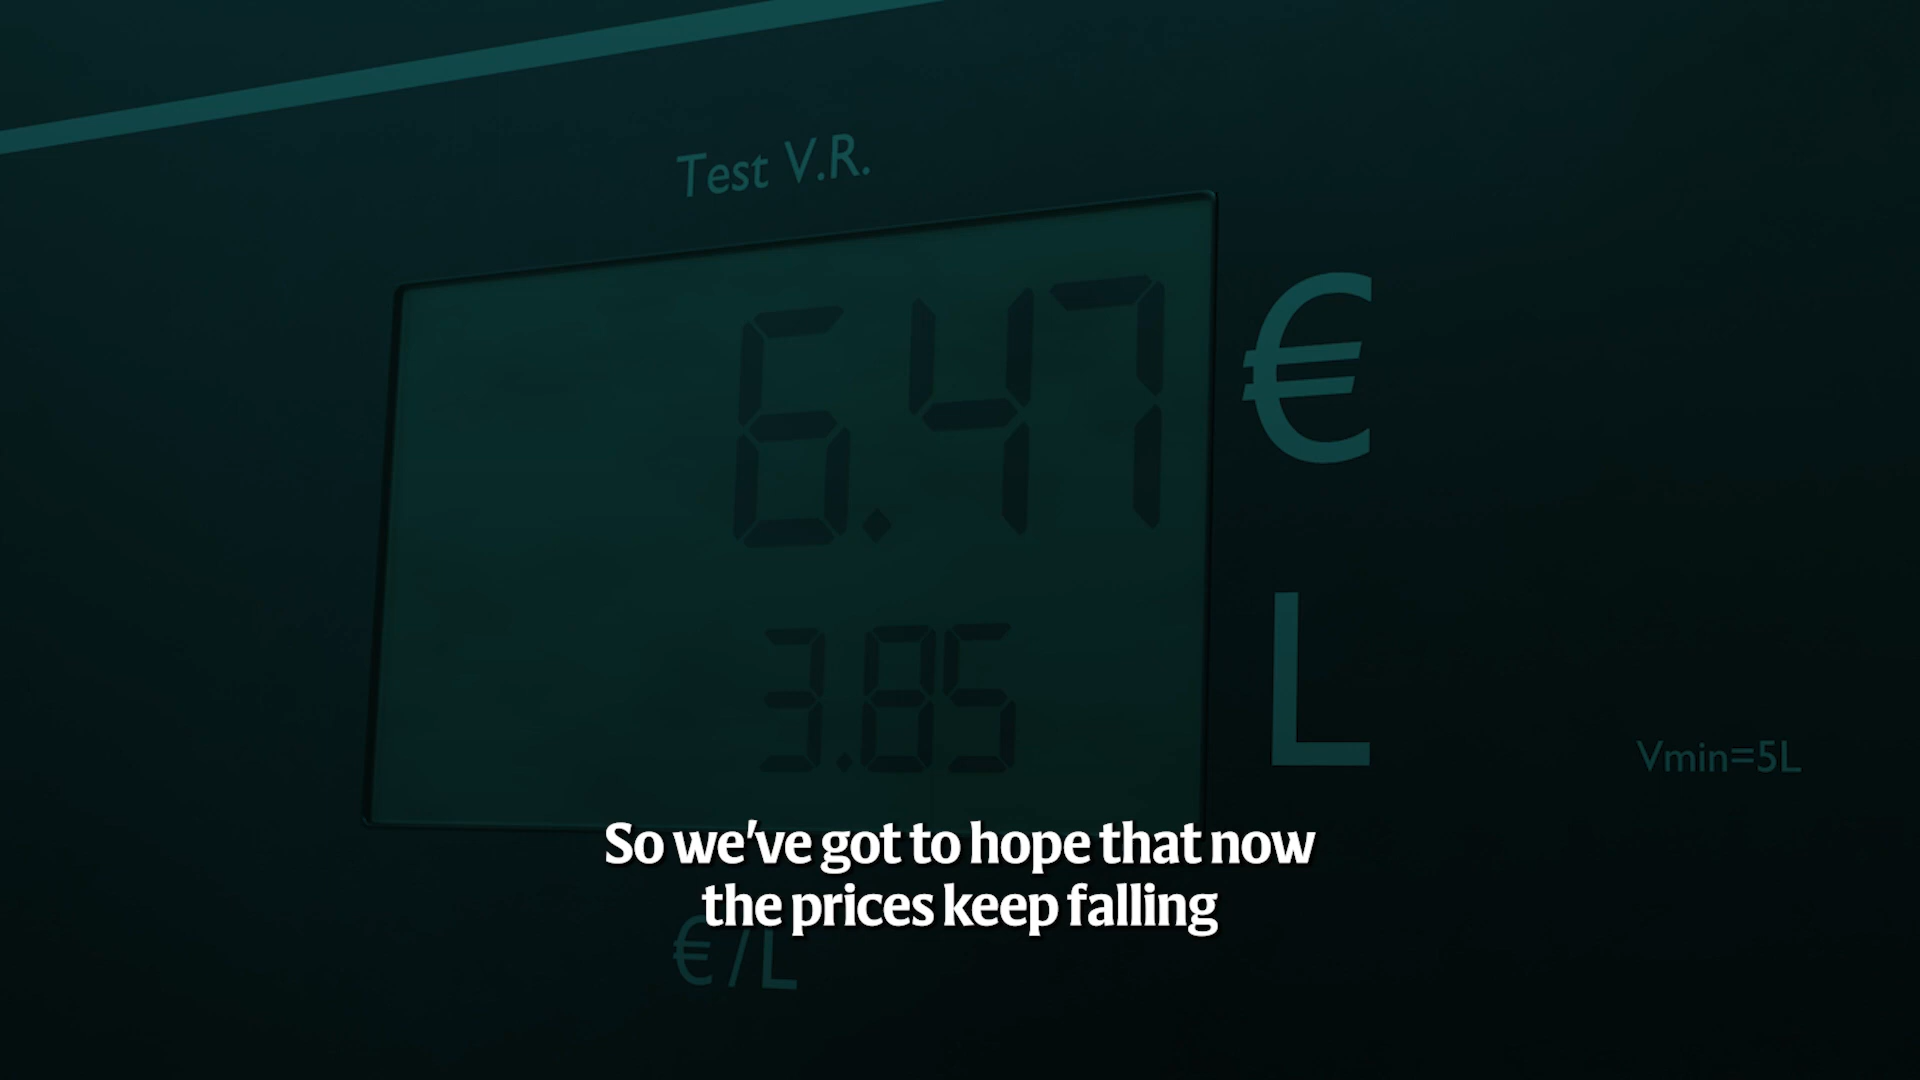 Test V.R.
6.47 €
3.85 L
Vmin=5L
So we've got to hope that now
the prices keep falling
€/L